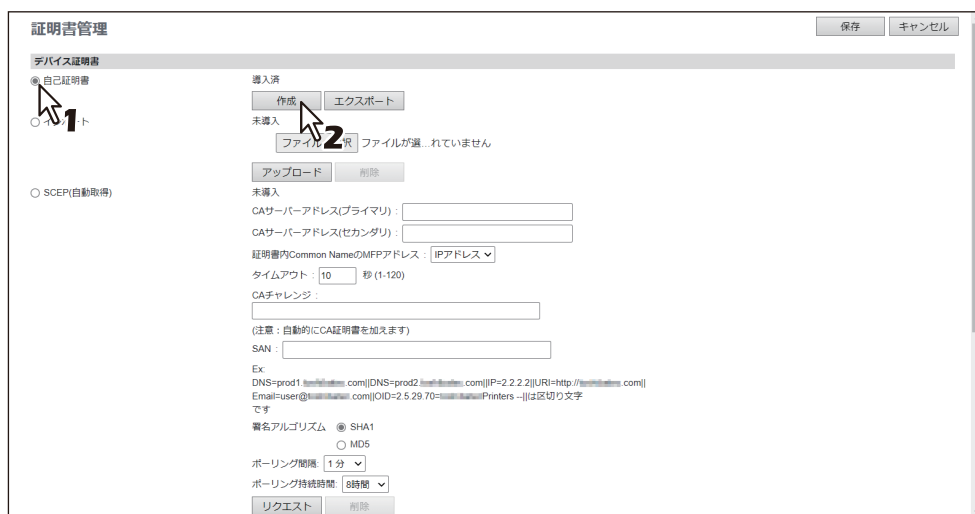 証明書管理
保存
キャンセル
デバイス証明書
自己証明書
導入済
作成
エクスポート
1
2
未導入
ファイル
ファイルが選...れていません
アップロード
削除
SCEP(自動取得)
未導入
CAサーバーアドレス(プライマリ) :
CAサーバーアドレス(セカンダリ) :
証明書内Common NameのMFPアドレス : IPアドレス
タイムアウト : 10 秒 (1-120)
CAチャレンジ :
(注意 : 自動的にCA証明書を加えます)
SAN :
Ex:
DNS=prod1. .com||DNS=prod2. .com||IP=2.2.2.2||URI=http:// .com||
Email=user@ .com||OID=2.5.29.70= Printers --||は区切り文字
です
署名アルゴリズム SHA1
MD5
ポーリング間隔: 1 分
ポーリング持続時間: 8時間
リクエスト
削除